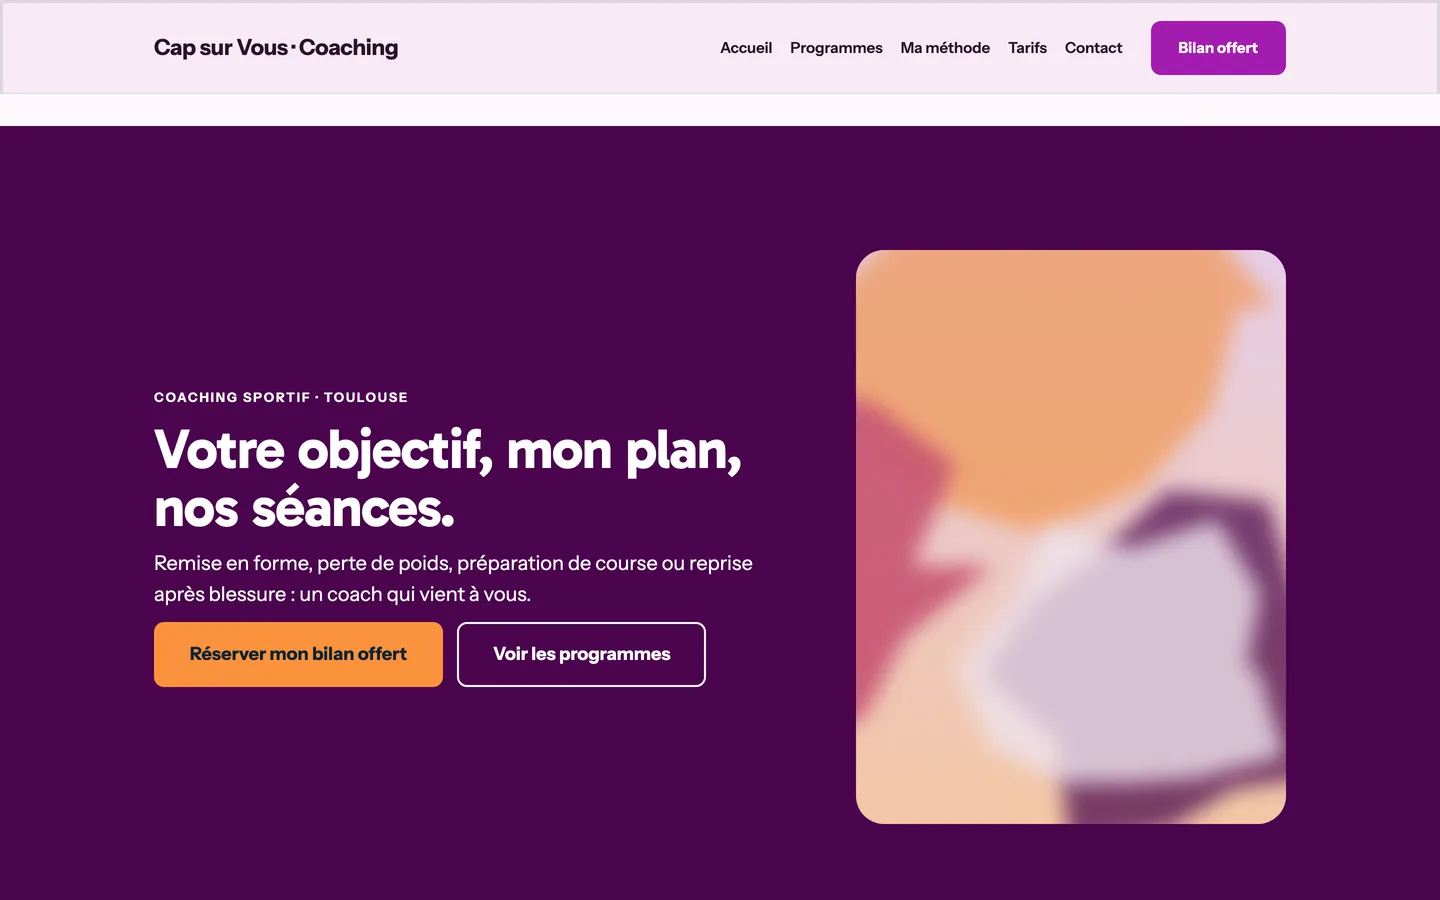 Cap sur Vous · Coaching
Accueil
Programmes
Ma méthode
Tarifs
Contact
Bilan offert
COACHING SPORTIF · TOULOUSE
Votre objectif, mon plan,
nos séances.
Remise en forme, perte de poids, préparation de course ou reprise
après blessure : un coach qui vient à vous.
Réserver mon bilan offert
Voir les programmes